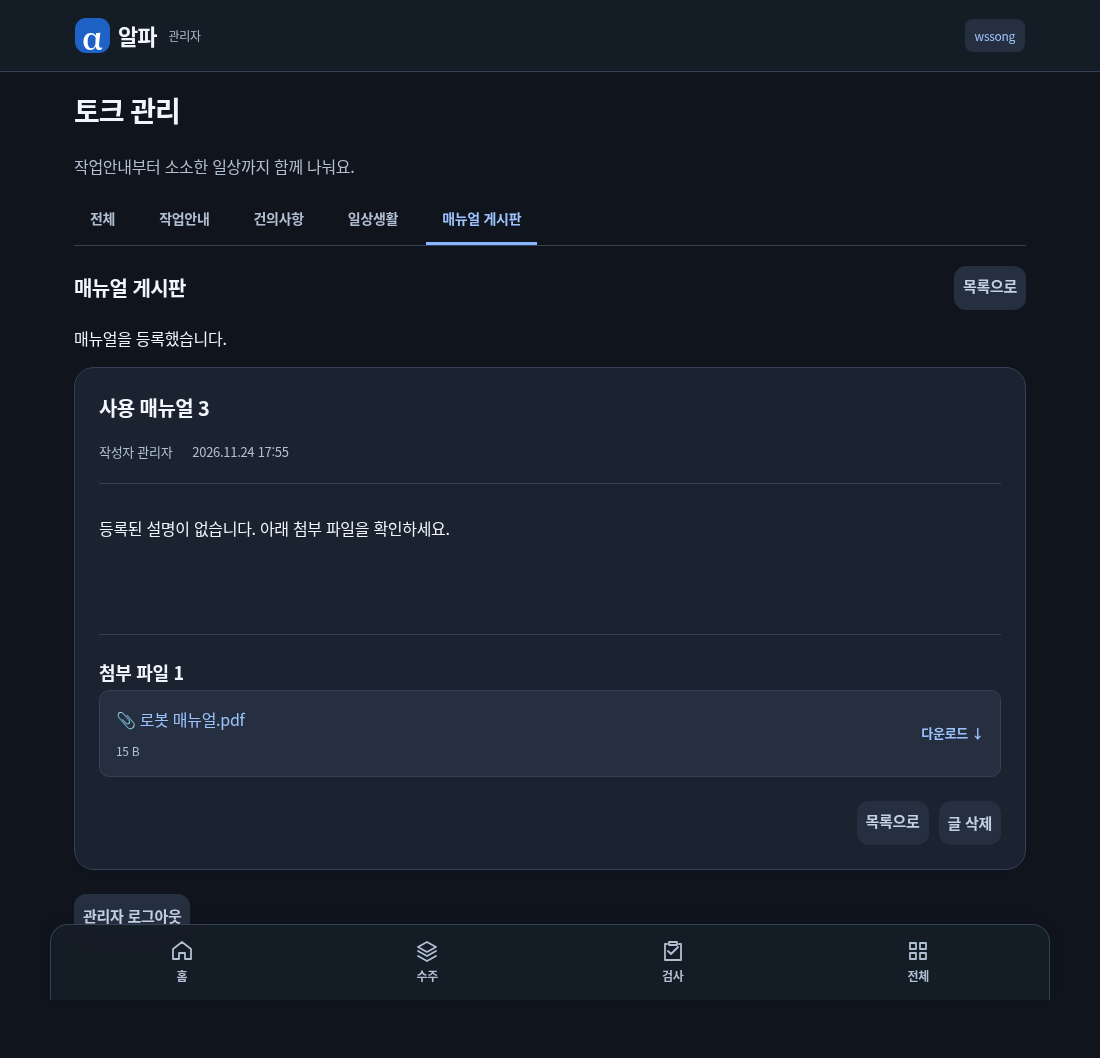 α 알파 관리자
wssong
토크 관리
작업안내부터 소소한 일상까지 함께 나눠요.
전체 작업안내 건의사항 일상생활 매뉴얼 게시판
매뉴얼 게시판
목록으로
매뉴얼을 등록했습니다.
사용 매뉴얼 3
작성자 관리자 2026.11.24 17:55
등록된 설명이 없습니다. 아래 첨부 파일을 확인하세요.
첨부 파일 1
📎 로봇 매뉴얼.pdf
15 B
다운로드 ↓
목록으로 글 삭제
관리자 로그아웃
홈 수주 검사 전체